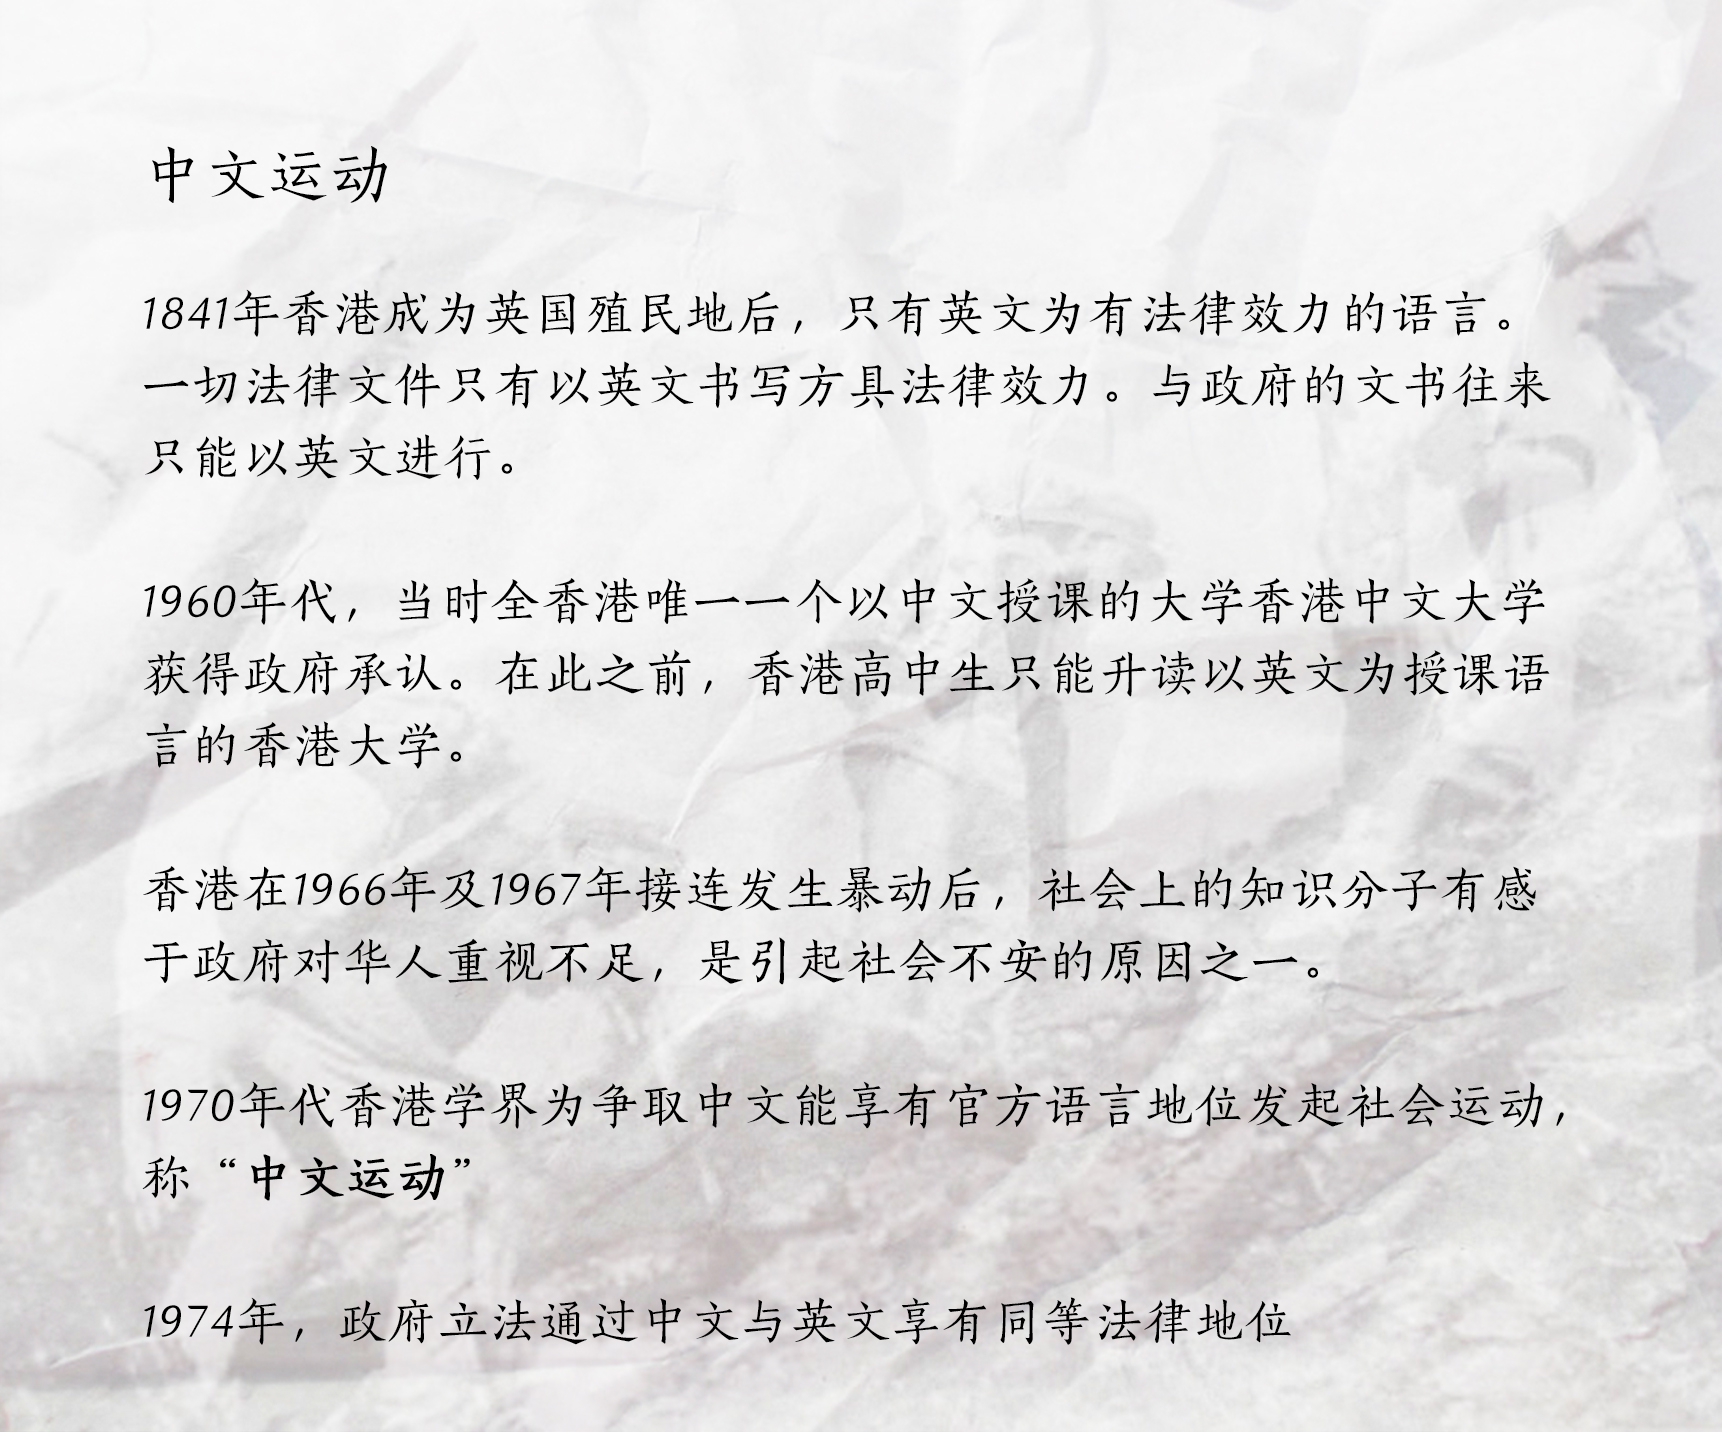 中文运动
1841年香港成为英国殖民地后，只有英文为有法律效力的语言。
一切法律文件只有以英文书写方具法律效力。与政府的文书往来
只能以英文进行。
1960年代，当时全香港唯一一个以中文授课的大学香港中文大学
获得政府承认。在此之前，香港高中生只能升读以英文为授课语
言的香港大学。
香港在1966年及1967年接连发生暴动后，社会上的知识分子有感
于政府对华人重视不足，是引起社会不安的原因之一。
1970年代香港学界为争取中文能享有官方语言地位发起社会运动，
称“中文运动”
1974年，政府立法通过中文与英文享有同等法律地位